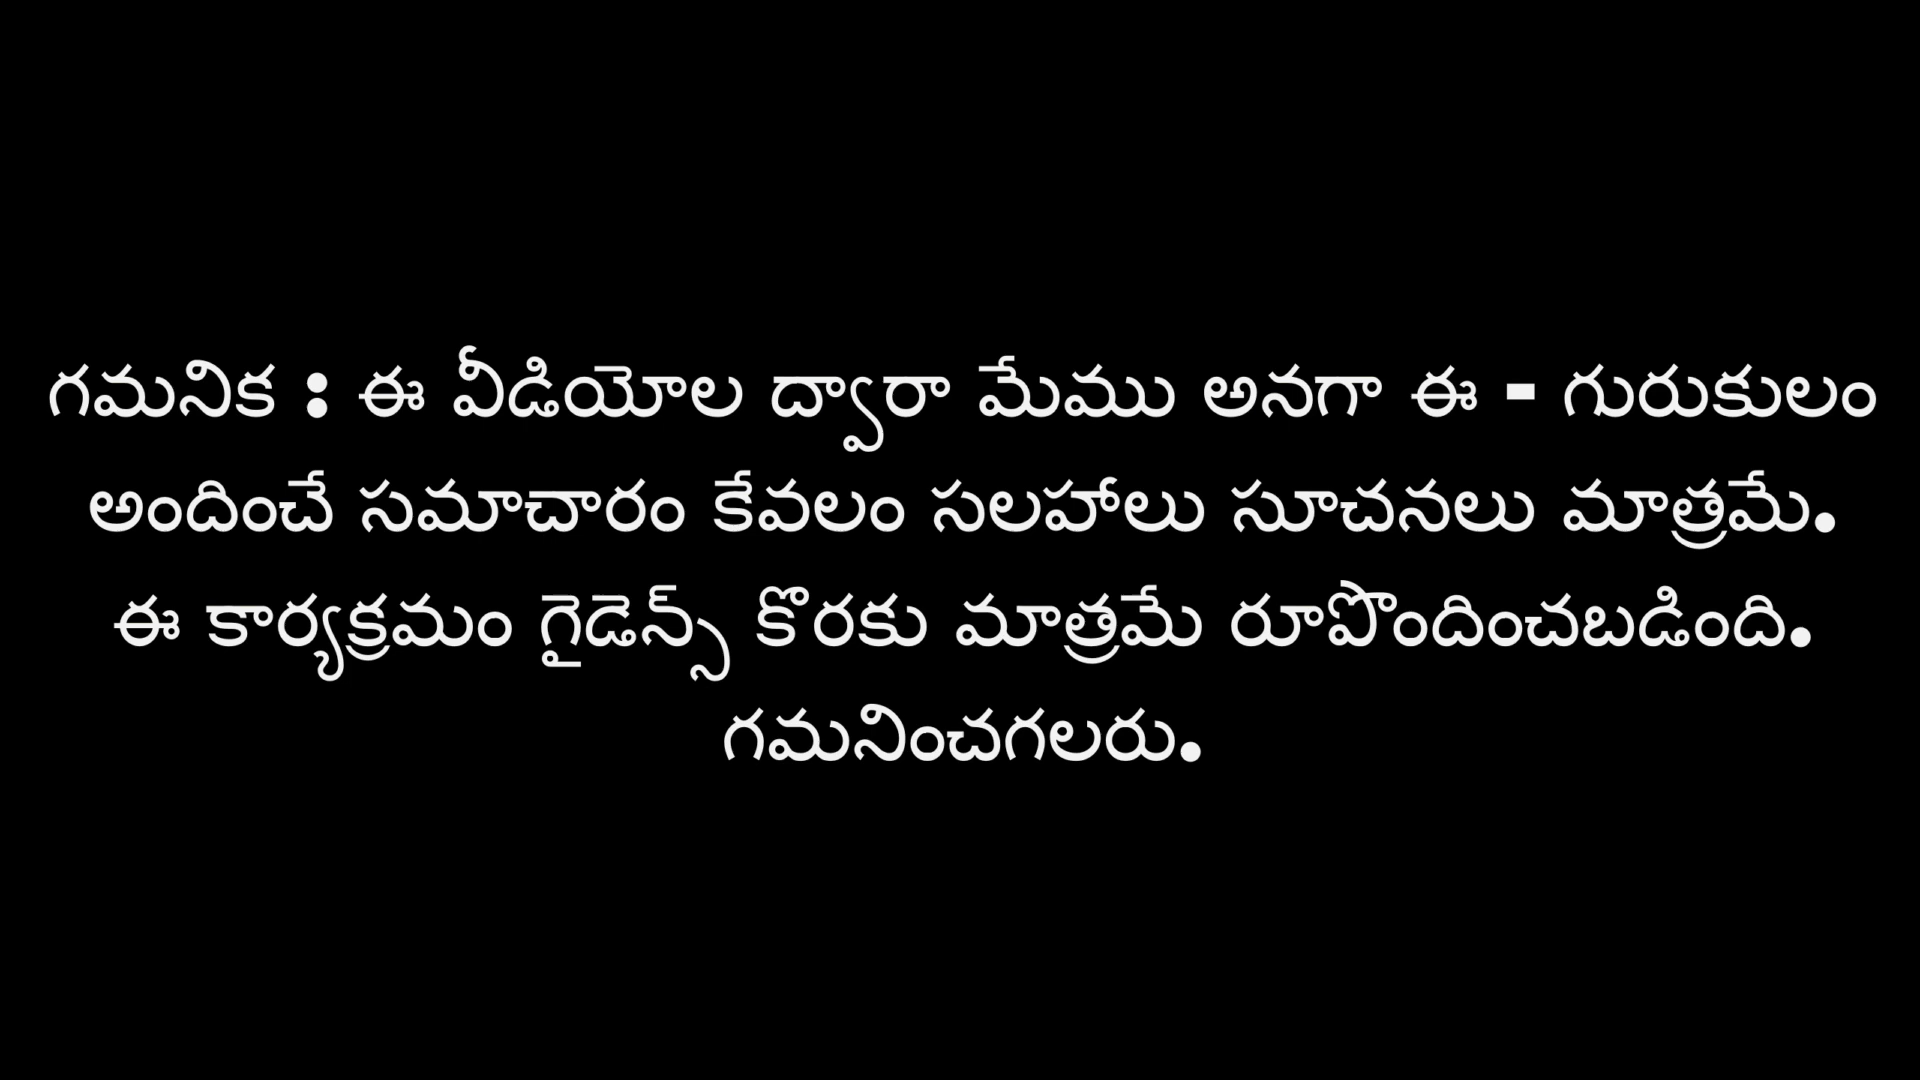 గమనిక : ఈ వీడియోల ద్వారా మేము అనగా ఈ - గురుకులం
అందించే సమాచారం కేవలం సలహాలు సూచనలు మాత్రమే.
ఈ కార్యక్రమం గైడెన్స్ కొరకు మాత్రమే రూపొందించబడింది.
గమనించగలరు.